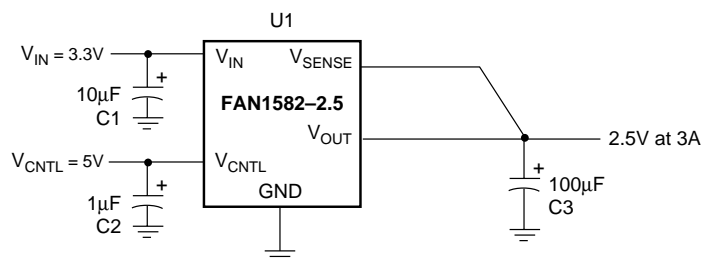 U1
V_IN = 3.3V
V_IN
V_SENSE
+
10µF
C1
FAN1582–2.5
V_OUT
2.5V at 3A
V_CNTL = 5V
V_CNTL
+
1µF
C2
GND
+
100µF
C3